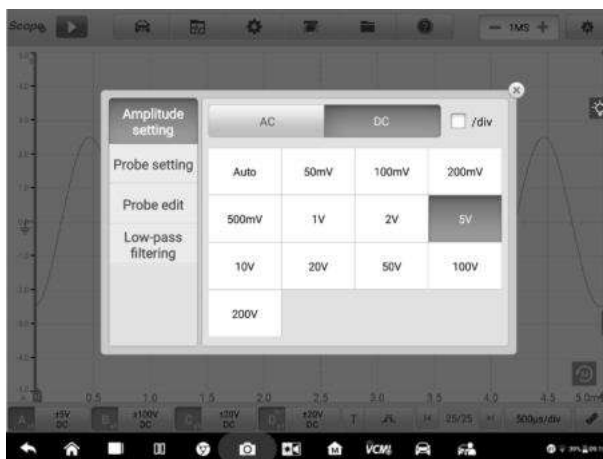 Scope
1MS
Amplitude setting
AC
DC
/div
Probe setting
Auto
50mV
100mV
200mV
Probe edit
500mV
1V
2V
5V
Low-pass filtering
10V
20V
50V
100V
200V
0.5
1.0
1.5
2.0
2.5
3.0
3.5
4.0
4.5
5.0m
A
±5V
DC
B
±100V
DC
C
±20V
DC
D
±20V
DC
T
25/25
500μs/div
M
VCMI